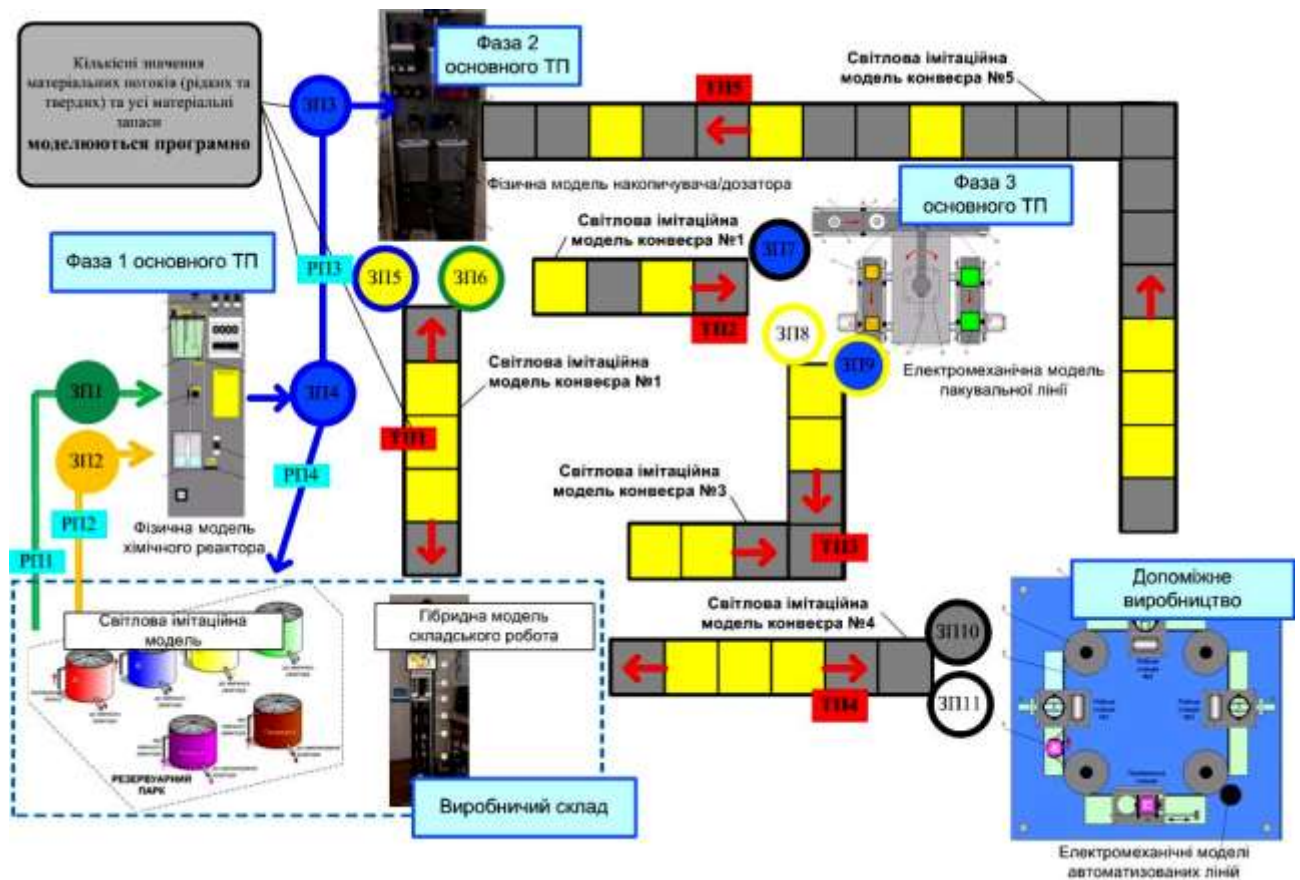 Кількісні значення
матеріальних потоків (рідких та
твердих) та усі матеріальні
запаси
моделюються програмно
Фаза 2
основного ТП
ЗП3
Світлова імітаційна
модель конвеєра №5
ТП5
Фізична модель накопичувача/дозатора
Фаза 3
основного ТП
Світлова імітаційна
модель конвеєра №1
ЗП7
ТП2
Фаза 1 основного ТП
РП3
ЗП5
ЗП6
ЗП8
ЗП9
Електромеханічна модель
пакувальної лінії
Світлова імітаційна
модель конвеєра №1
ЗП1
ЗП4
ЗП2
ТП1
РП4
РП2
РП1
Фізична модель
хімічного реактора
Світлова імітаційна
модель конвеєра №3
ТП3
Світлова імітаційна
модель
Гібридна модель
складського робота
РЕЗЕРВУАРНИЙ
ПАРК
Виробничий склад
Світлова імітаційна
модель конвеєра №4
ЗП10
ЗП11
ТП4
Допоміжне
виробництво
Електромеханічні моделі
автоматизованих ліній